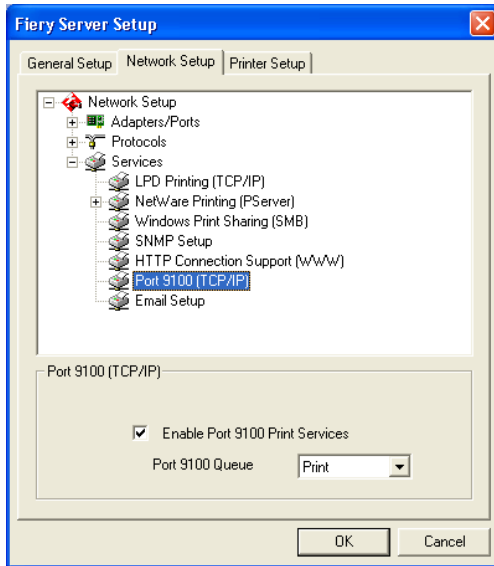 Fiery Server Setup
General Setup Network Setup Printer Setup
Network Setup
Adapters/Ports
Protocols
Services
LPD Printing (TCP/IP)
NetWare Printing (PServer)
Windows Print Sharing (SMB)
SNMP Setup
HTTP Connection Support (WWW)
Port 9100 (TCP/IP)
Email Setup
Port 9100 (TCP/IP)
Enable Port 9100 Print Services
Port 9100 Queue Print
OK Cancel